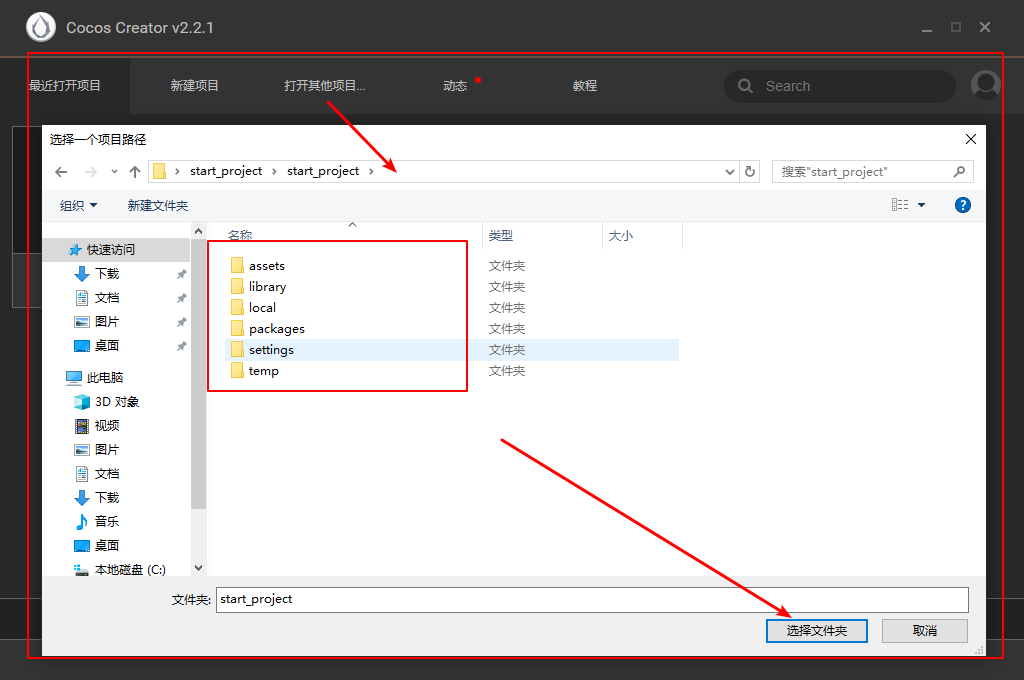 Cocos Creator v2.2.1
最近打开项目 新建项目 打开其他项目... 动态 教程 Search
选择一个项目路径
start_project › start_project › 搜索"start_project"
组织 新建文件夹
名称 类型 大小
快速访问
下载
文档
图片
桌面
此电脑
3D 对象
视频
图片
文档
下载
音乐
桌面
本地磁盘 (C:)
assets 文件夹
library 文件夹
local 文件夹
packages 文件夹
settings 文件夹
temp 文件夹
文件夹: start_project
选择文件夹 取消